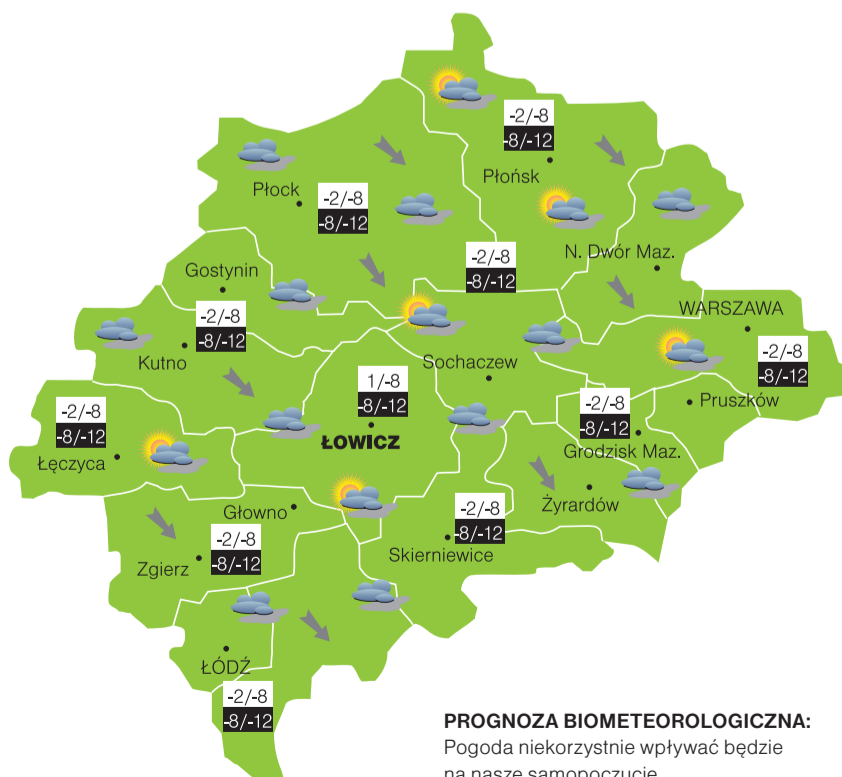 -2/-8
-8/-12
Płońsk
Płock
-2/-8
-8/-12
N. Dwór Maz.
-2/-8
-8/-12
Gostynin
WARSZAWA
-2/-8
-8/-12
Kutno
Sochaczew
-2/-8
-8/-12
1/-8
-8/-12
ŁOWICZ
-2/-8
-8/-12
Pruszków
-2/-8
-8/-12
Łęczyca
Grodzisk Maz.
Żyrardów
Głowno
-2/-8
-8/-12
Skierniewice
-2/-8
-8/-12
Zgierz
ŁÓDŹ
-2/-8
-8/-12
PROGNOZA BIOMETEOROLOGICZNA:
Pogoda niekorzystnie wpływać będzie
na nasze samopoczucie